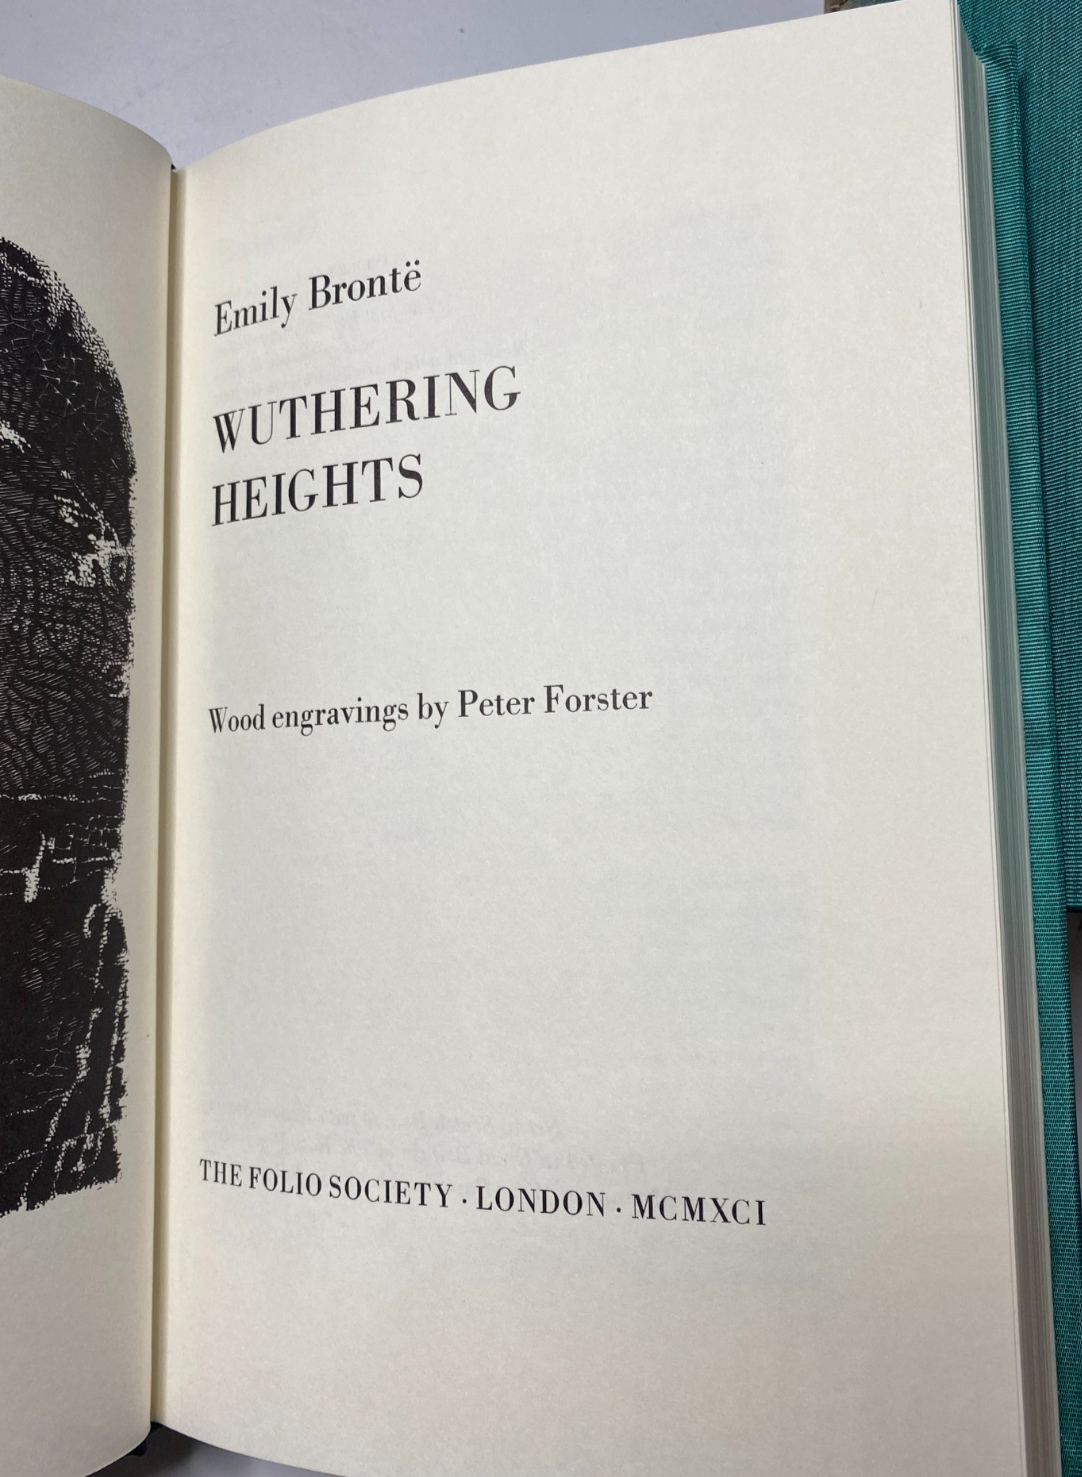 Emily Brontë
WUTHERING
HEIGHTS
Wood engravings by Peter Forster
THE FOLIO SOCIETY · LONDON · MCMXCI